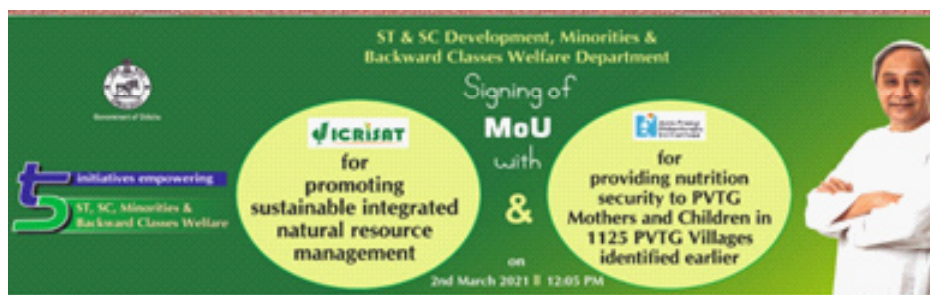 ST & SC Development, Minorities &
Backward Classes Welfare Department
Government of Odisha
Signing of
MoU
with
&
ICRISAT
for
promoting
sustainable integrated
natural resource
management
for
providing nutrition
security to PVTG
Mothers and Children in
1125 PVTG Villages
identified earlier
5t
initiatives empowering
ST, SC, Minorities &
Backward Classes Welfare
on
2nd March 2021 || 12:05 PM